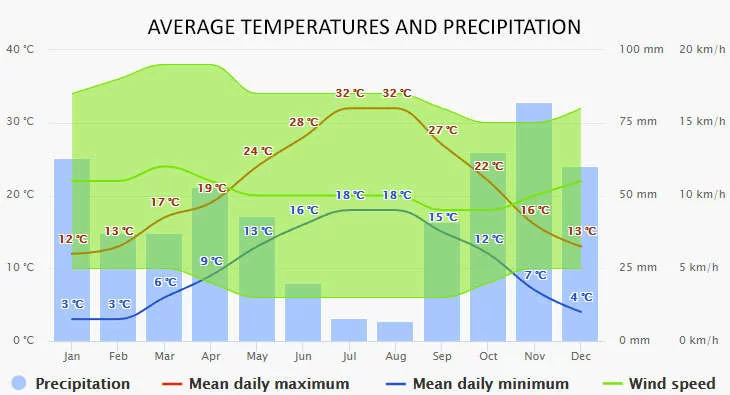 AVERAGE TEMPERATURES AND PRECIPITATION
40 °C 100 mm 20 km/h
32 °C 32 °C
30 °C 28 °C 27 °C 75 mm 15 km/h
24 °C
22 °C
20 °C 19 °C 18 °C 18 °C 50 mm 10 km/h
17 °C 16 °C 16 °C
15 °C
12 °C 13 °C 13 °C 12 °C 13 °C
10 °C 9 °C 25 mm 5 km/h
6 °C 7 °C
3 °C 3 °C 4 °C
0 °C 0 mm 0 km/h
Jan Feb Mar Apr May Jun Jul Aug Sep Oct Nov Dec
Precipitation Mean daily maximum Mean daily minimum Wind speed